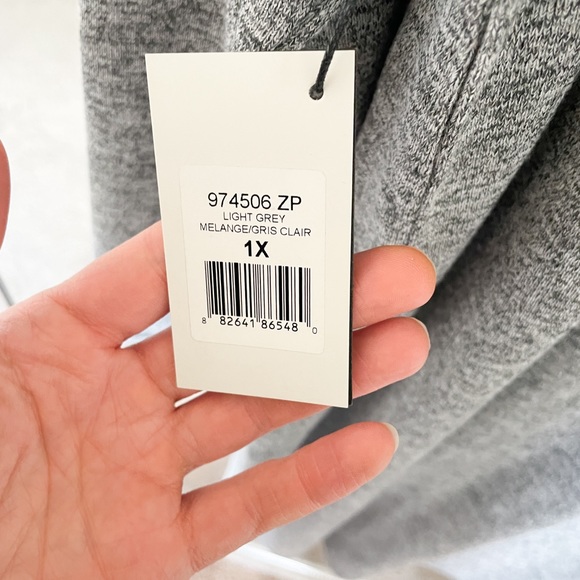 974506 ZP
LIGHT GREY
MELANGE/GRIS CLAIR
1X
8 82641 86548 0